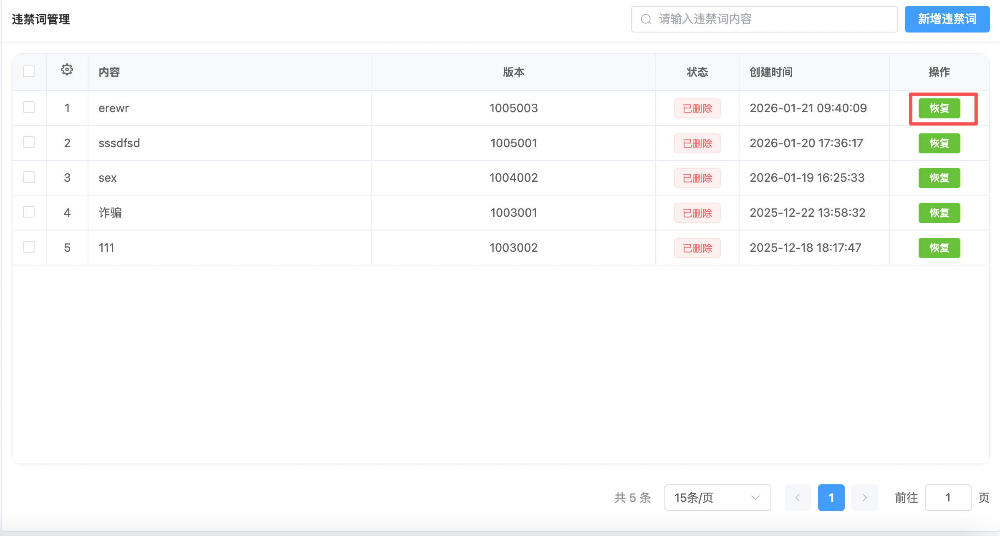 违禁词管理
请输入违禁词内容
新增违禁词
内容 版本 状态 创建时间 操作
1 erewr 1005003 已删除 2026-01-21 09:40:09 恢复
2 sssdfsd 1005001 已删除 2026-01-20 17:36:17 恢复
3 sex 1004002 已删除 2026-01-19 16:25:33 恢复
4 诈骗 1003001 已删除 2025-12-22 13:58:32 恢复
5 111 1003002 已删除 2025-12-18 18:17:47 恢复
共 5 条 15条/页 1 前往 1 页